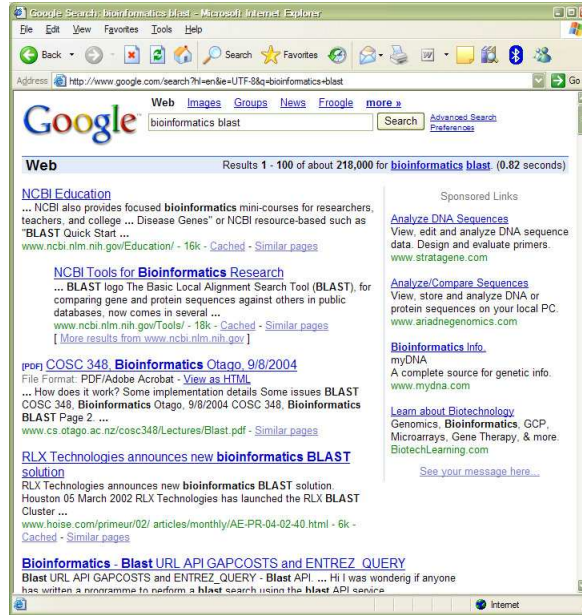 Google Search: bioinformatics blast - Microsoft Internet Explorer
File Edit View Favorites Tools Help
Back Search Favorites
Address http://www.google.com/search?hl=en&ie=UTF-8&q=bioinformatics+blast Go
Web Images Groups News Froogle more »
Google
bioinformatics blast Search Advanced Search
Preferences
Web Results 1 - 100 of about 218,000 for bioinformatics blast. (0.82 seconds)
NCBI Education
... NCBI also provides focused bioinformatics mini-courses for researchers,
teachers, and college ... Disease Genes" or NCBI resource-based such as
"BLAST Quick Start ...
www.ncbi.nlm.nih.gov/Education/ - 16k - Cached - Similar pages
NCBI Tools for Bioinformatics Research
... BLAST logo The Basic Local Alignment Search Tool (BLAST), for
comparing gene and protein sequences against others in public
databases, now comes in several ...
www.ncbi.nlm.nih.gov/Tools/ - 18k - Cached - Similar pages
[ More results from www.ncbi.nlm.nih.gov ]
[PDF] COSC 348, Bioinformatics Otago, 9/8/2004
File Format: PDF/Adobe Acrobat - View as HTML
... How does it work? Some implementation details Some issues BLAST
COSC 348, Bioinformatics Otago, 9/8/2004 COSC 348, Bioinformatics
BLAST Page 2. ...
www.cs.otago.ac.nz/cosc348/Lectures/Blast.pdf - Similar pages
RLX Technologies announces new bioinformatics BLAST
solution
RLX Technologies announces new bioinformatics BLAST solution.
Houston 05 March 2002 RLX Technologies has launched the RLX BLAST
Cluster ...
www.hoise.com/primeur/02/ articles/monthly/AE-PR-04-02-40.html - 6k -
Cached - Similar pages
Bioinformatics - Blast URL API GAPCOSTS and ENTREZ_QUERY
Blast URL API GAPCOSTS and ENTREZ_QUERY - Blast API. ... Hi I was wonderig if anyone
has written a programme to perform a blast search using the blast API service
Sponsored Links
Analyze DNA Sequences
View, edit and analyze DNA sequence
data. Design and evaluate primers.
www.stratagene.com
Analyze/Compare Sequences
View, store and analyze DNA or
protein sequences on your local PC.
www.ariadnegenomics.com
Bioinformatics Info.
myDNA
A complete source for genetic info.
www.mydna.com
Learn about Biotechnology
Genomics, Bioinformatics, GCP,
Microarrays, Gene Therapy, & more.
BiotechLearning.com
See your message here...
Internet